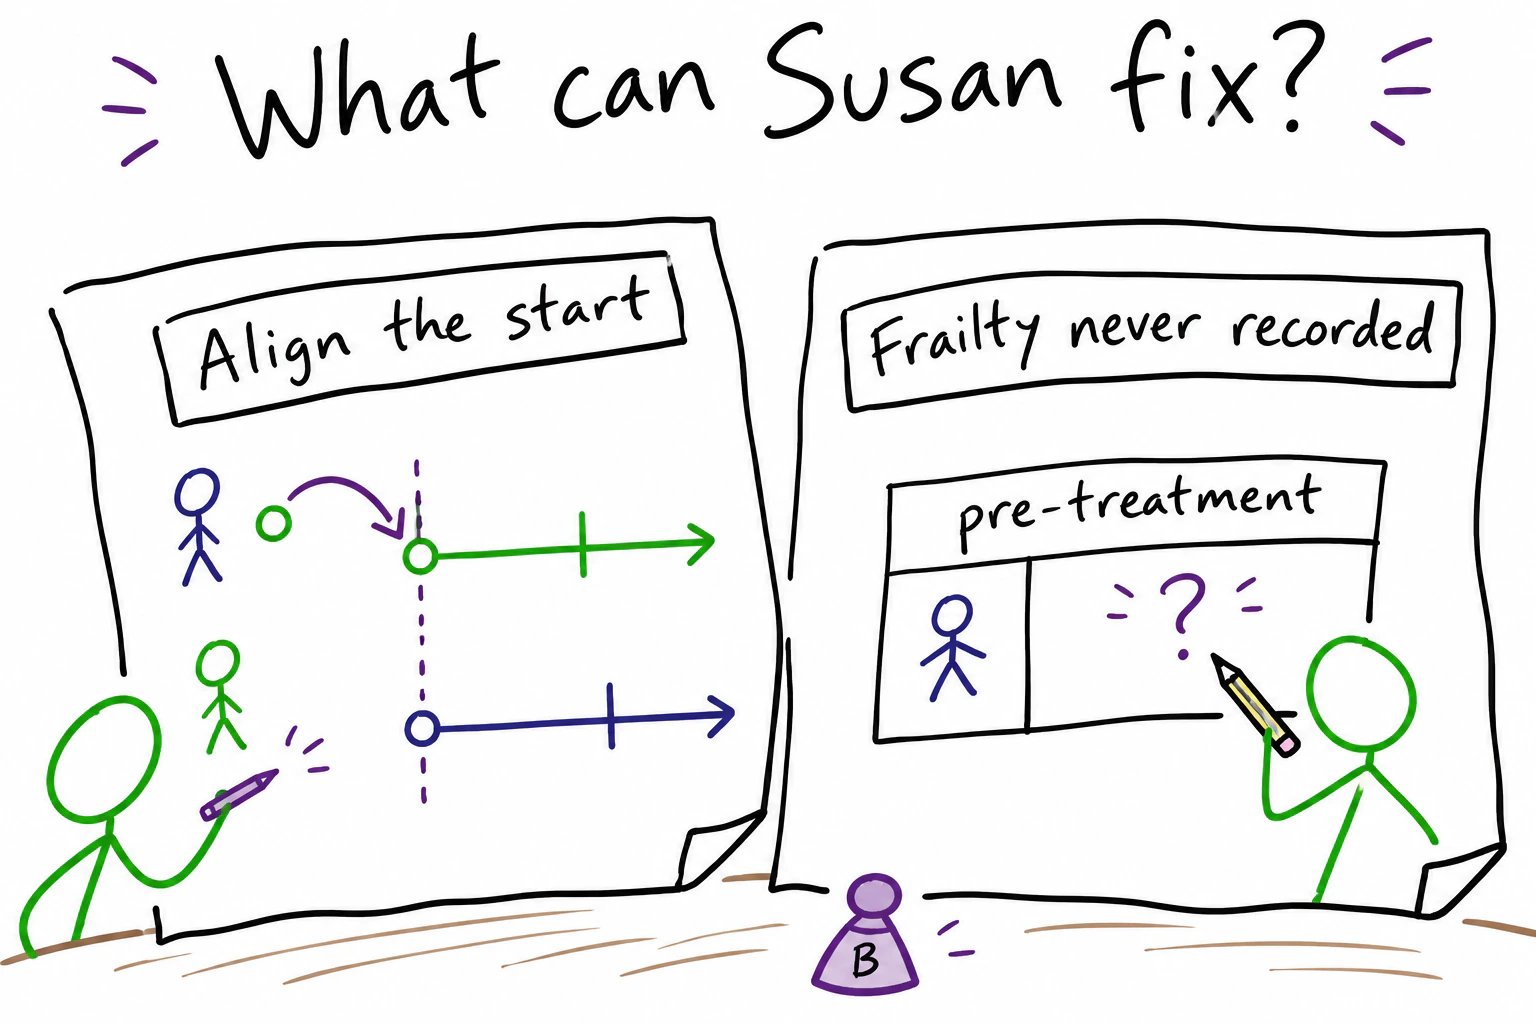 What can Susan fix?
Align the start
Frailty never recorded
pre-treatment
?
B